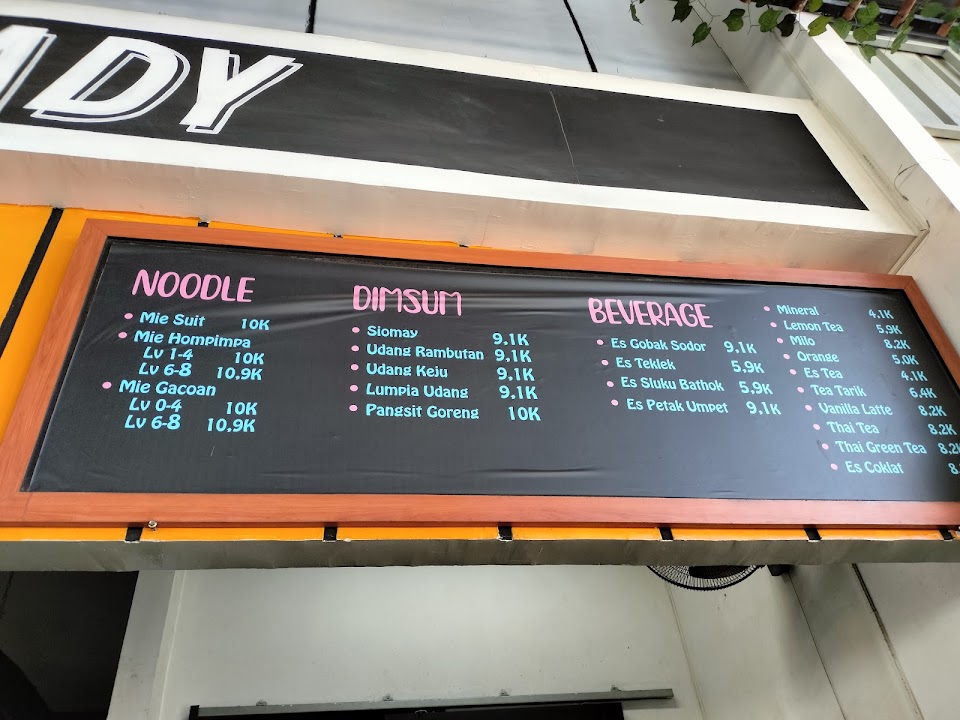 ADY
NOODLE
Mie Suit 10K
Mie Hompimpa
Lv 1-4 10K
Lv 6-8 10.9K
Mie Gacoan
Lv 0-4 10K
Lv 6-8 10.9K
DIMSUM
Siomay 9.1K
Udang Rambutan 9.1K
Udang Keju 9.1K
Lumpia Udang 9.1K
Pangsit Goreng 10K
BEVERAGE
Es Gobak Sodor 9.1K
Es Teklek 5.9K
Es Sluku Bathok 5.9K
Es Petak Umpet 9.1K
Mineral 4.1K
Lemon Tea 5.9K
Milo 8.2K
Orange 5.0K
Es Tea 4.1K
Tea Tarik 6.4K
Vanilla Latte 8.2K
Thai Tea 8.2K
Thai Green Tea 8.2K
Es Coklat 8.